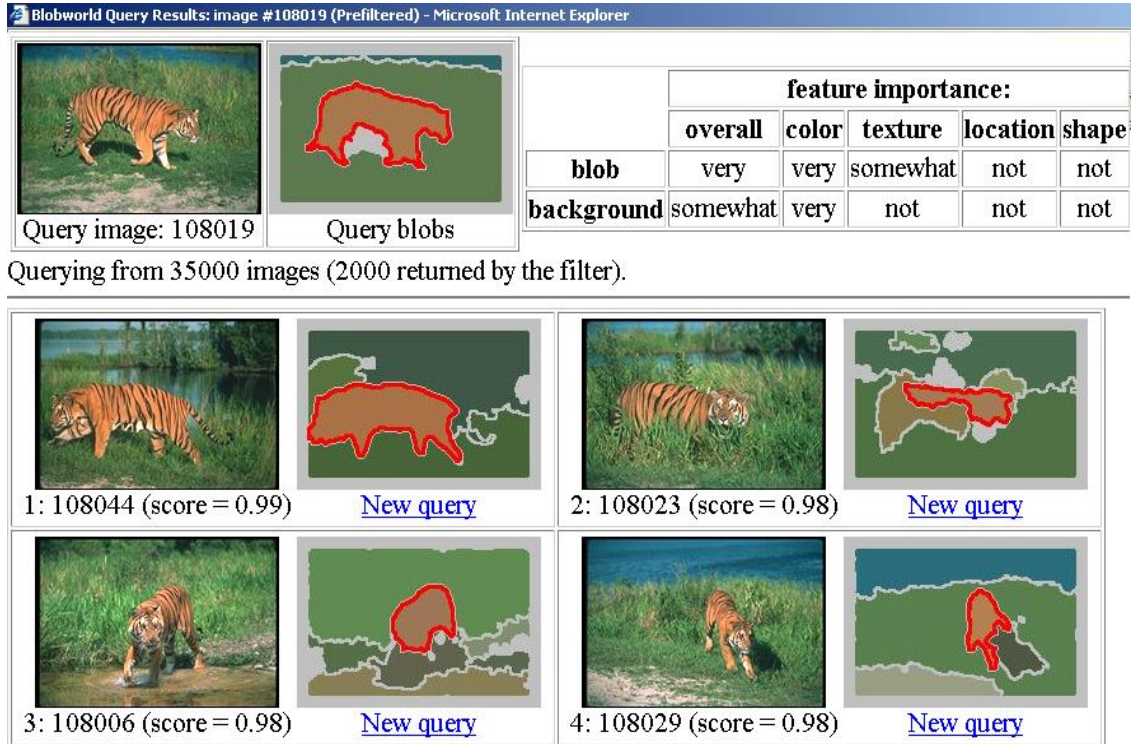 Blobworld Query Results: image #108019 (Prefiltered) - Microsoft Internet Explorer
feature importance:
overall color texture location shape
blob very very somewhat not not
background somewhat very not not not
Query image: 108019 Query blobs
Querying from 35000 images (2000 returned by the filter).
1: 108044 (score = 0.99) New query 2: 108023 (score = 0.98) New query
3: 108006 (score = 0.98) New query 4: 108029 (score = 0.98) New query